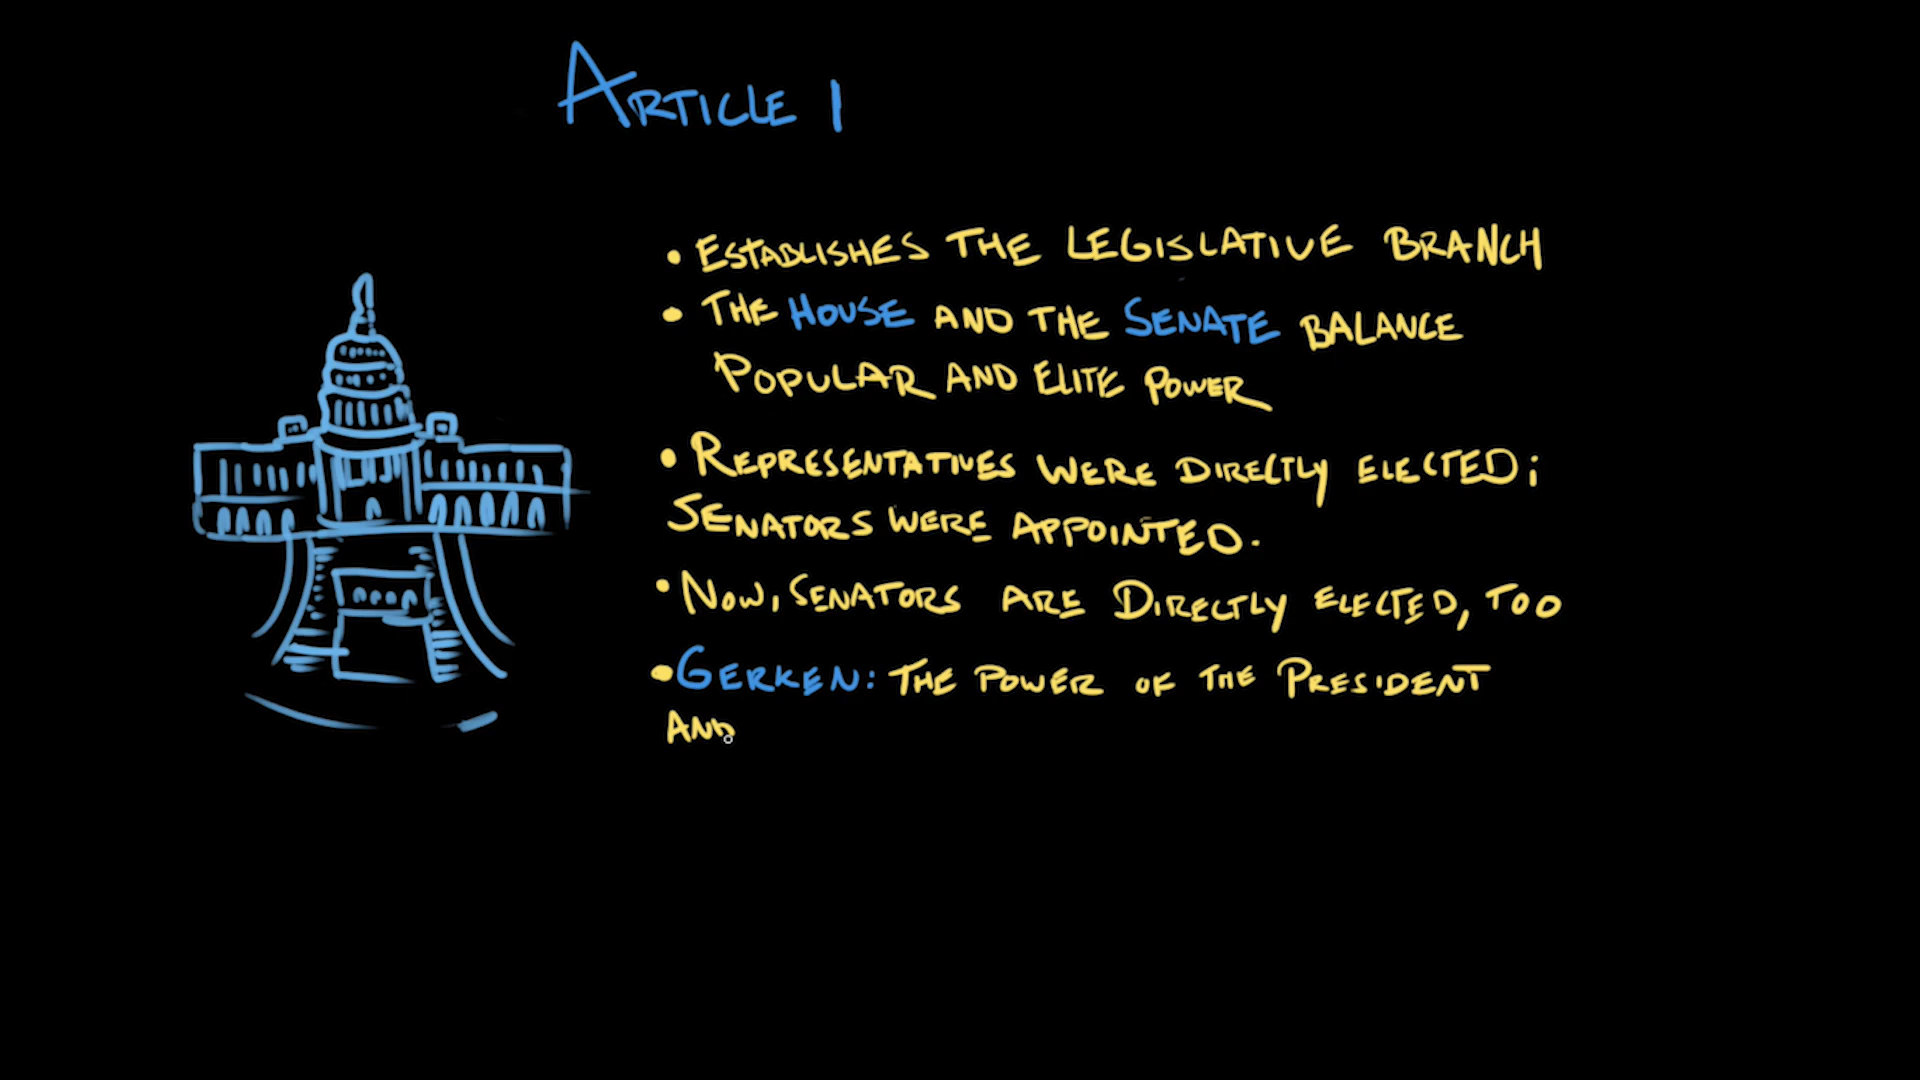 ARTICLE 1
• ESTABLISHES THE LEGISLATIVE BRANCH
• THE HOUSE AND THE SENATE BALANCE
POPULAR AND ELITE POWER
• REPRESENTATIVES WERE DIRECTLY ELECTED;
SENATORS WERE APPOINTED.
• NOW, SENATORS ARE DIRECTLY ELECTED, TOO
• GERKEN: THE POWER OF THE PRESIDENT
AND